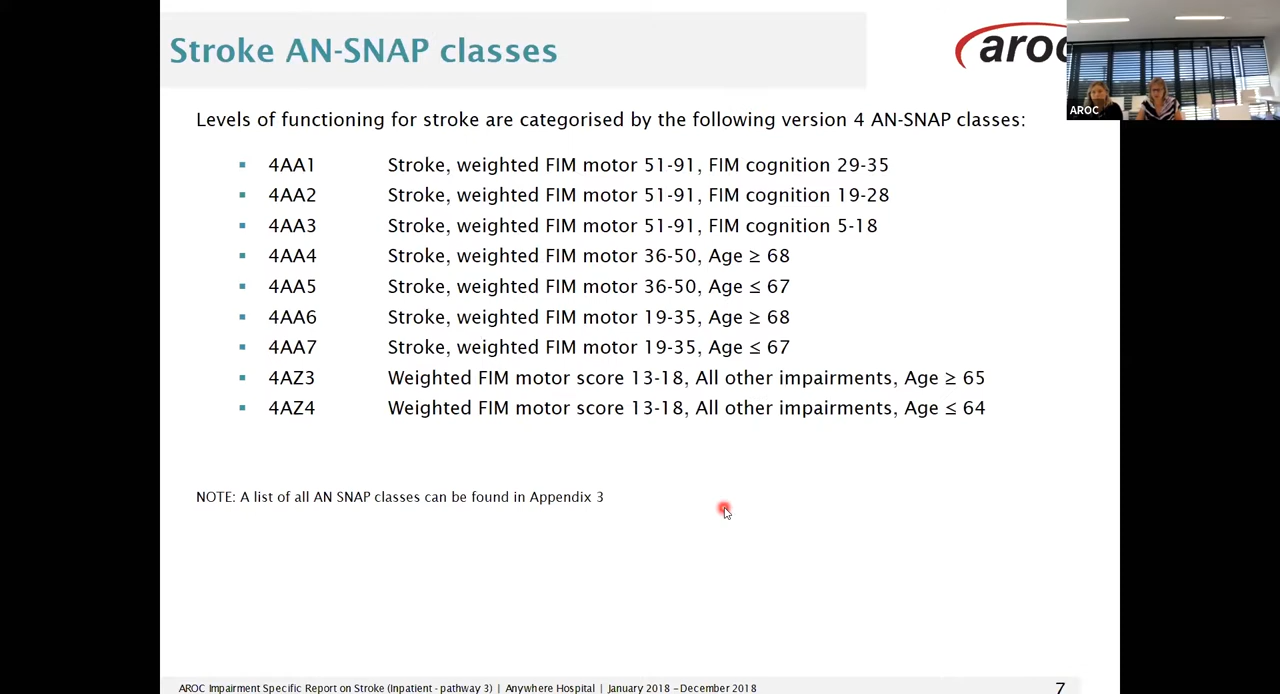 Stroke AN-SNAP classes
aroc
AROC
Levels of functioning for stroke are categorised by the following version 4 AN-SNAP classes:
4AA1 Stroke, weighted FIM motor 51-91, FIM cognition 29-35
4AA2 Stroke, weighted FIM motor 51-91, FIM cognition 19-28
4AA3 Stroke, weighted FIM motor 51-91, FIM cognition 5-18
4AA4 Stroke, weighted FIM motor 36-50, Age ≥ 68
4AA5 Stroke, weighted FIM motor 36-50, Age ≤ 67
4AA6 Stroke, weighted FIM motor 19-35, Age ≥ 68
4AA7 Stroke, weighted FIM motor 19-35, Age ≤ 67
4AZ3 Weighted FIM motor score 13-18, All other impairments, Age ≥ 65
4AZ4 Weighted FIM motor score 13-18, All other impairments, Age ≤ 64
NOTE: A list of all AN SNAP classes can be found in Appendix 3
AROC Impairment Specific Report on Stroke (Inpatient - pathway 3) | Anywhere Hospital | January 2018 – December 2018
7